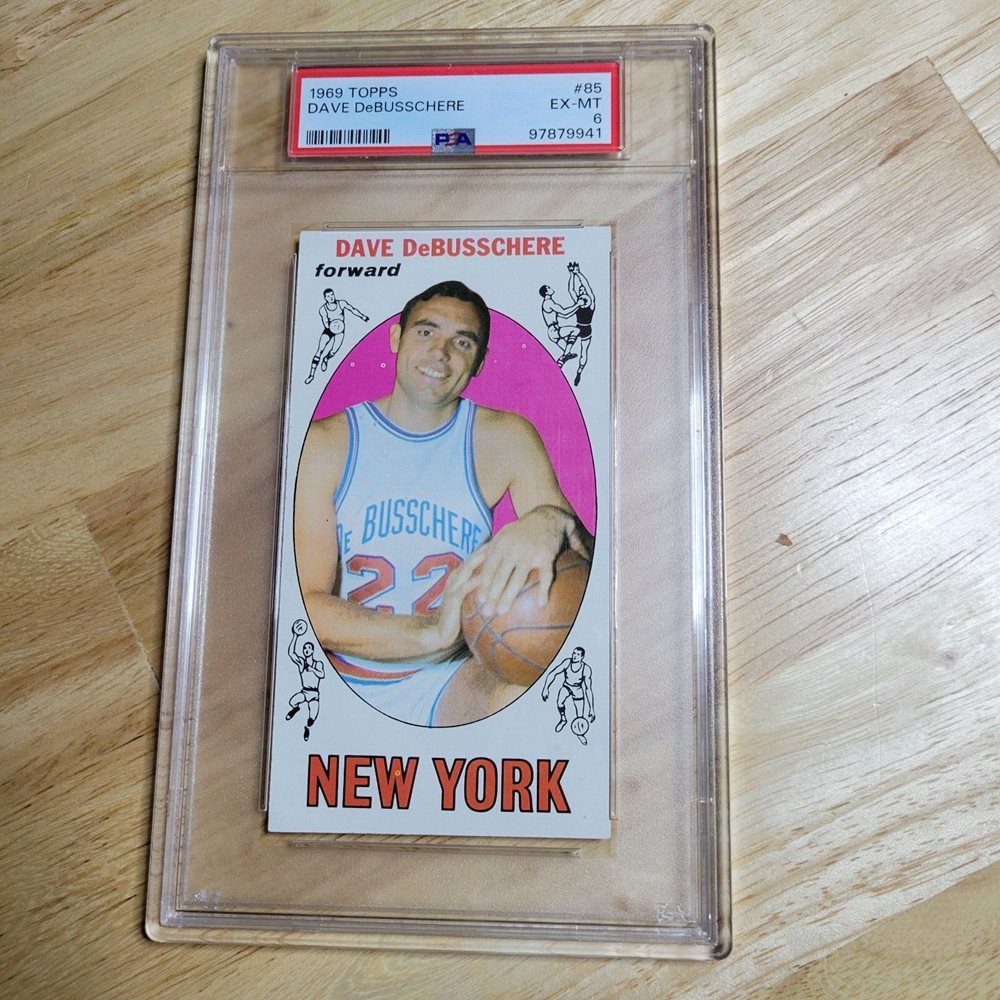 1969 TOPPS #85
DAVE DeBUSSCHERE EX-MT
6
PSA 97879941
DAVE DeBUSSCHERE
forward
De BUSSCHERE
22
NEW YORK